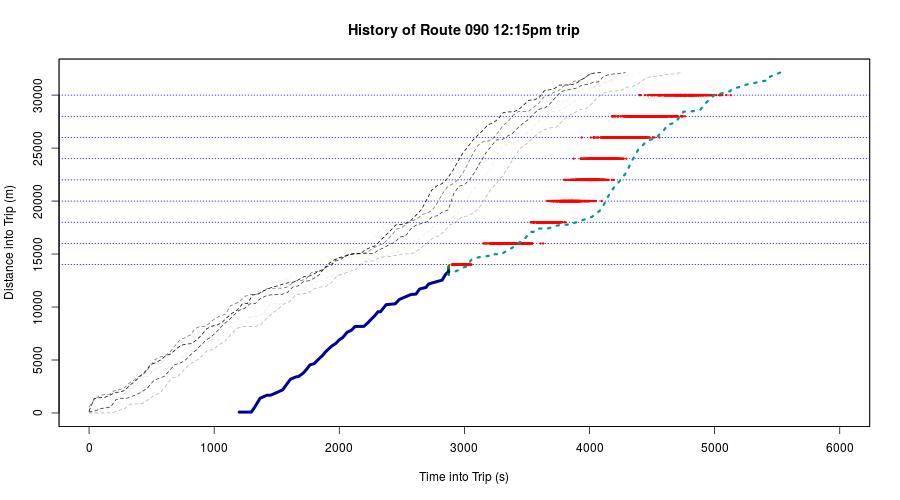 History of Route 090 12:15pm trip
Distance into Trip (m)
30000
25000
20000
15000
10000
5000
0
0 1000 2000 3000 4000 5000 6000
Time into Trip (s)